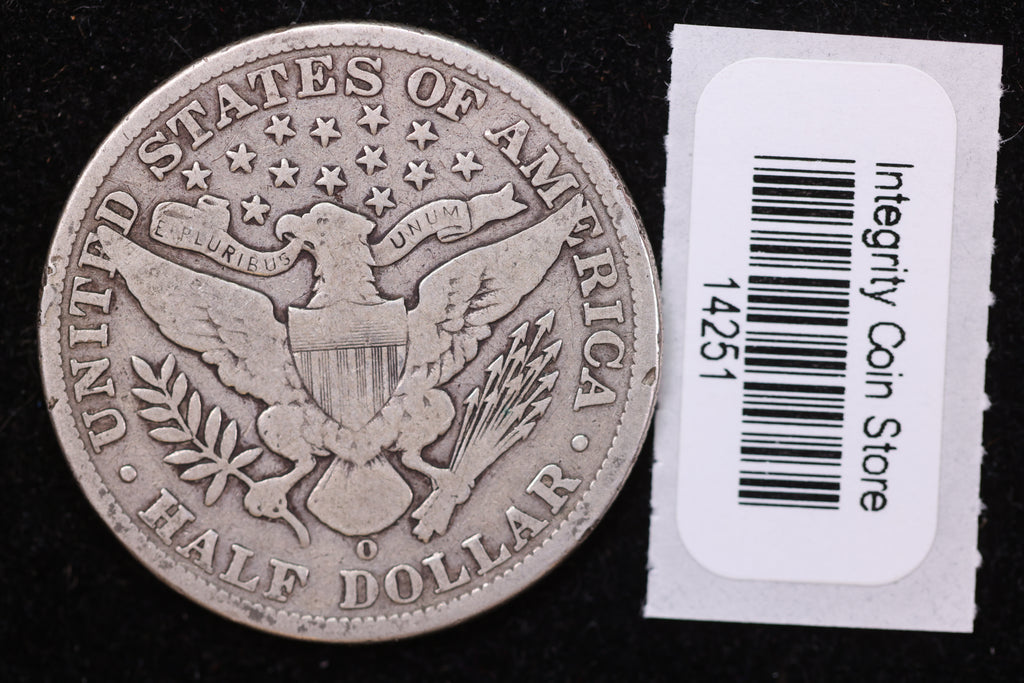 UNITED STATES OF AMERICA
E PLURIBUS UNUM
O
· HALF DOLLAR ·
Integrity Coin Store
14251